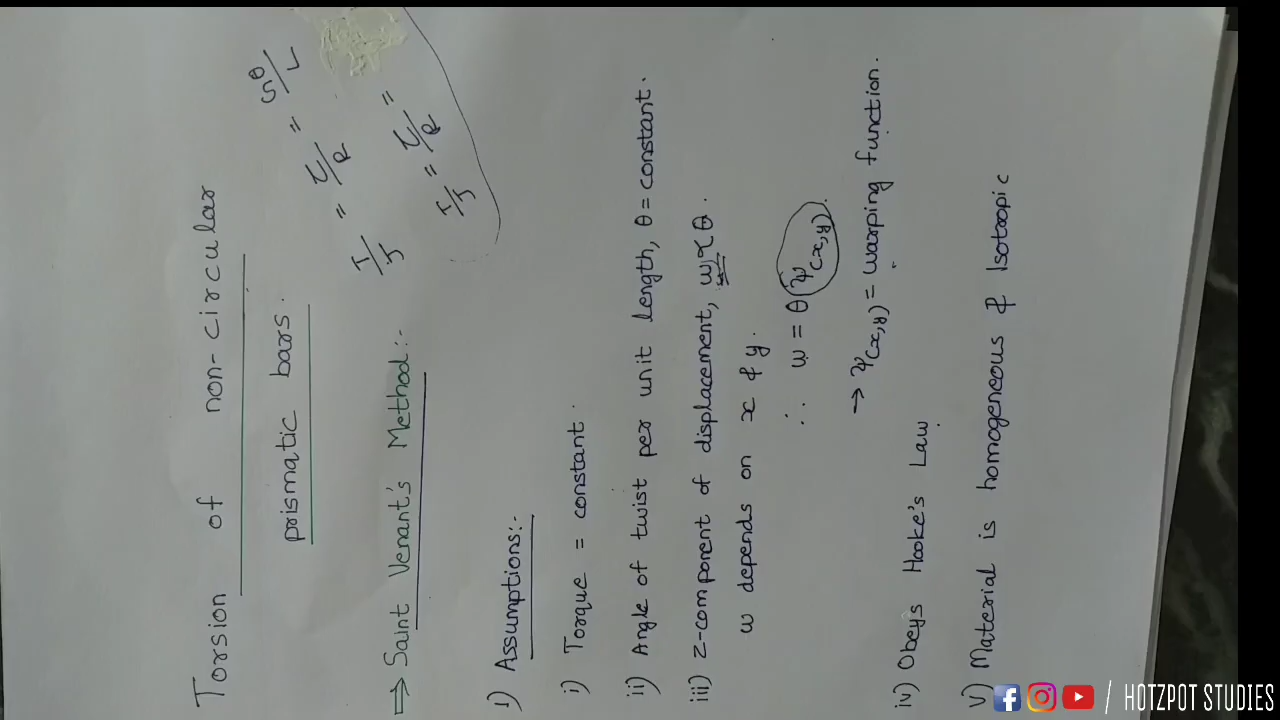 Torsion of non-circular
prismatic bars.
T/J = τ/R = Gθ/L
T/J = τ/R =
⇒ Saint Venant's Method:-
1) Assumptions:-
i) Torque = constant.
ii) Angle of twist per unit length, θ = constant.
iii) z-component of displacement, w ∝ θ.
w depends on x & y.
∴ w = θ(ψ(x,y)).
→ ψ(x,y) = warping function.
iv) Obeys Hooke's Law.
v) Material is homogeneous & Isotropic
/ HOTZPOT STUDIES